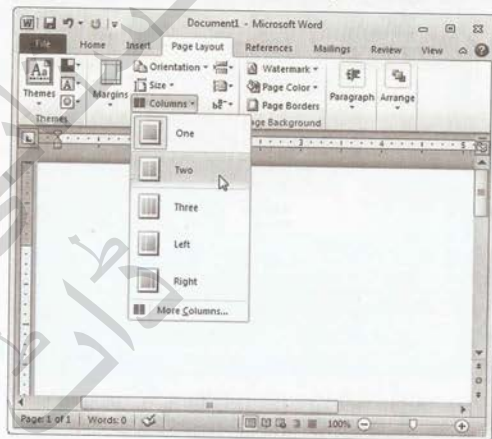 Document1 - Microsoft Word
File Home Insert Page Layout References Mailings Review View
Themes
Margins
Orientation
Size
Columns
Watermark
Page Color
Page Borders
Paragraph
Arrange
Themes
age Background
One
Two
Three
Left
Right
More Columns...
Page: 1 of 1 Words: 0 100%